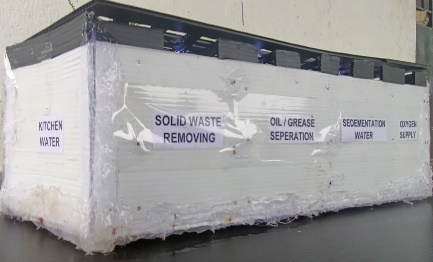 KITCHEN
WATER
SOLID WASTE
REMOVING
OIL / GREASE
SEPERATION
SEDEMENTATION
WATER
OXYGEN
SUPPLY